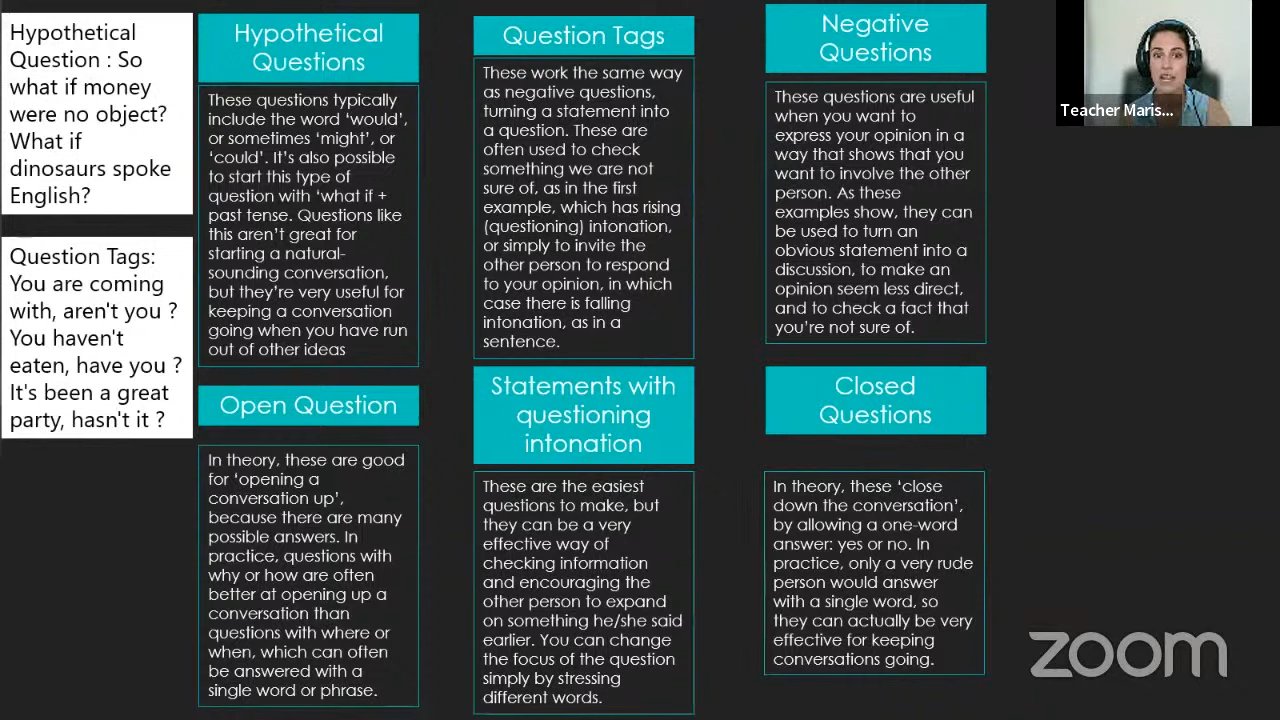 Hypothetical
Question : So
what if money
were no object?
What if
dinosaurs spoke
English?
Question Tags:
You are coming
with, aren't you ?
You haven't
eaten, have you ?
It's been a great
party, hasn't it ?
Hypothetical
Questions
These questions typically
include the word ‘would’,
or sometimes ‘might’, or
‘could’. It’s also possible
to start this type of
question with ‘what if +
past tense. Questions like
this aren’t great for
starting a natural-
sounding conversation,
but they’re very useful for
keeping a conversation
going when you have run
out of other ideas
Question Tags
These work the same way
as negative questions,
turning a statement into
a question. These are
often used to check
something we are not
sure of, as in the first
example, which has rising
(questioning) intonation,
or simply to invite the
other person to respond
to your opinion, in which
case there is falling
intonation, as in a
sentence.
Negative
Questions
These questions are useful
when you want to
express your opinion in a
way that shows that you
want to involve the other
person. As these
examples show, they can
be used to turn an
obvious statement into a
discussion, to make an
opinion seem less direct,
and to check a fact that
you’re not sure of.
Open Question
In theory, these are good
for ‘opening a
conversation up’,
because there are many
possible answers. In
practice, questions with
why or how are often
better at opening up a
conversation than
questions with where or
when, which can often
be answered with a
single word or phrase.
Statements with
questioning
intonation
These are the easiest
questions to make, but
they can be a very
effective way of
checking information
and encouraging the
other person to expand
on something he/she said
earlier. You can change
the focus of the question
simply by stressing
different words.
Closed
Questions
In theory, these ‘close
down the conversation’,
by allowing a one-word
answer: yes or no. In
practice, only a very rude
person would answer
with a single word, so
they can actually be very
effective for keeping
conversations going.
Teacher Maris...
zoom